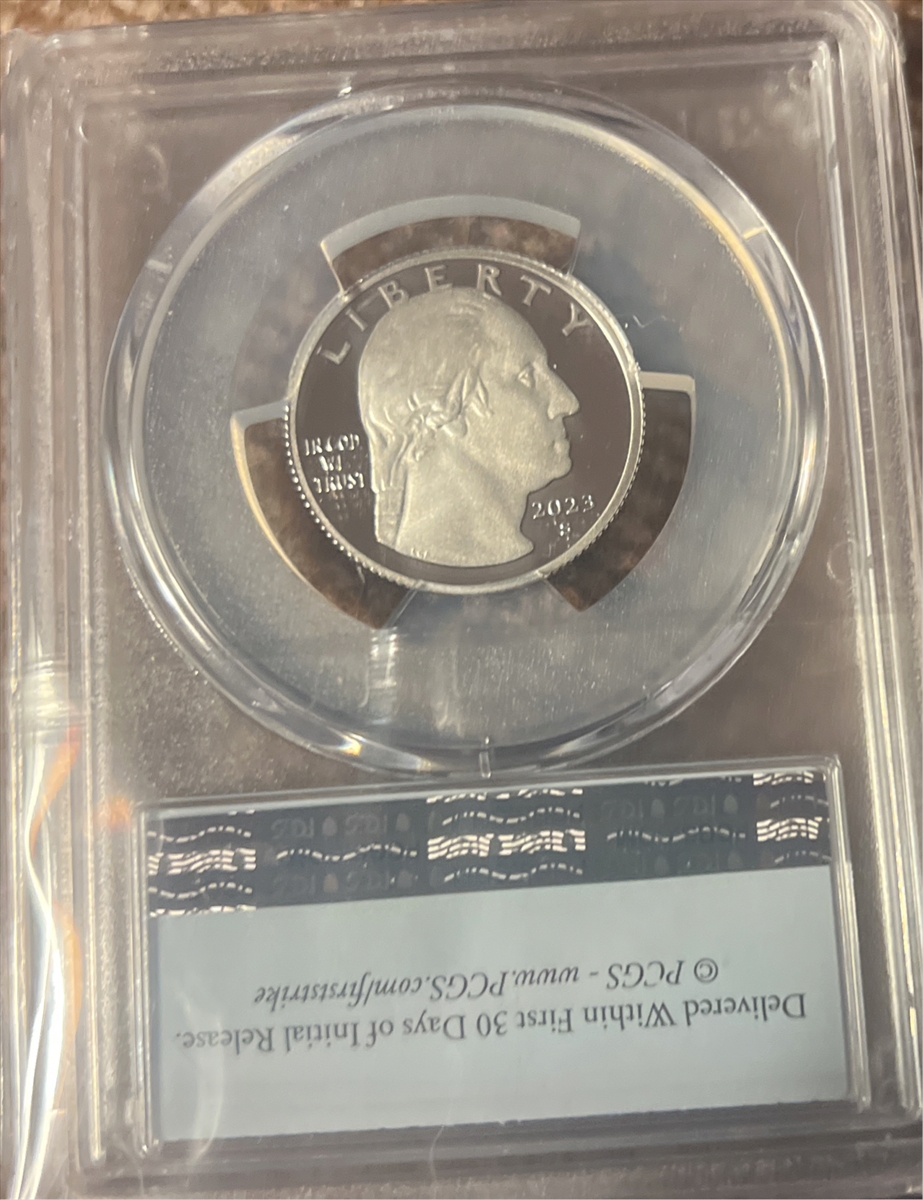 LIBERTY
IN GOD
WE
TRUST
2023
S
Delivered Within First 30 Days of Initial Release.
© PCGS - www.PCGS.com/firststrike